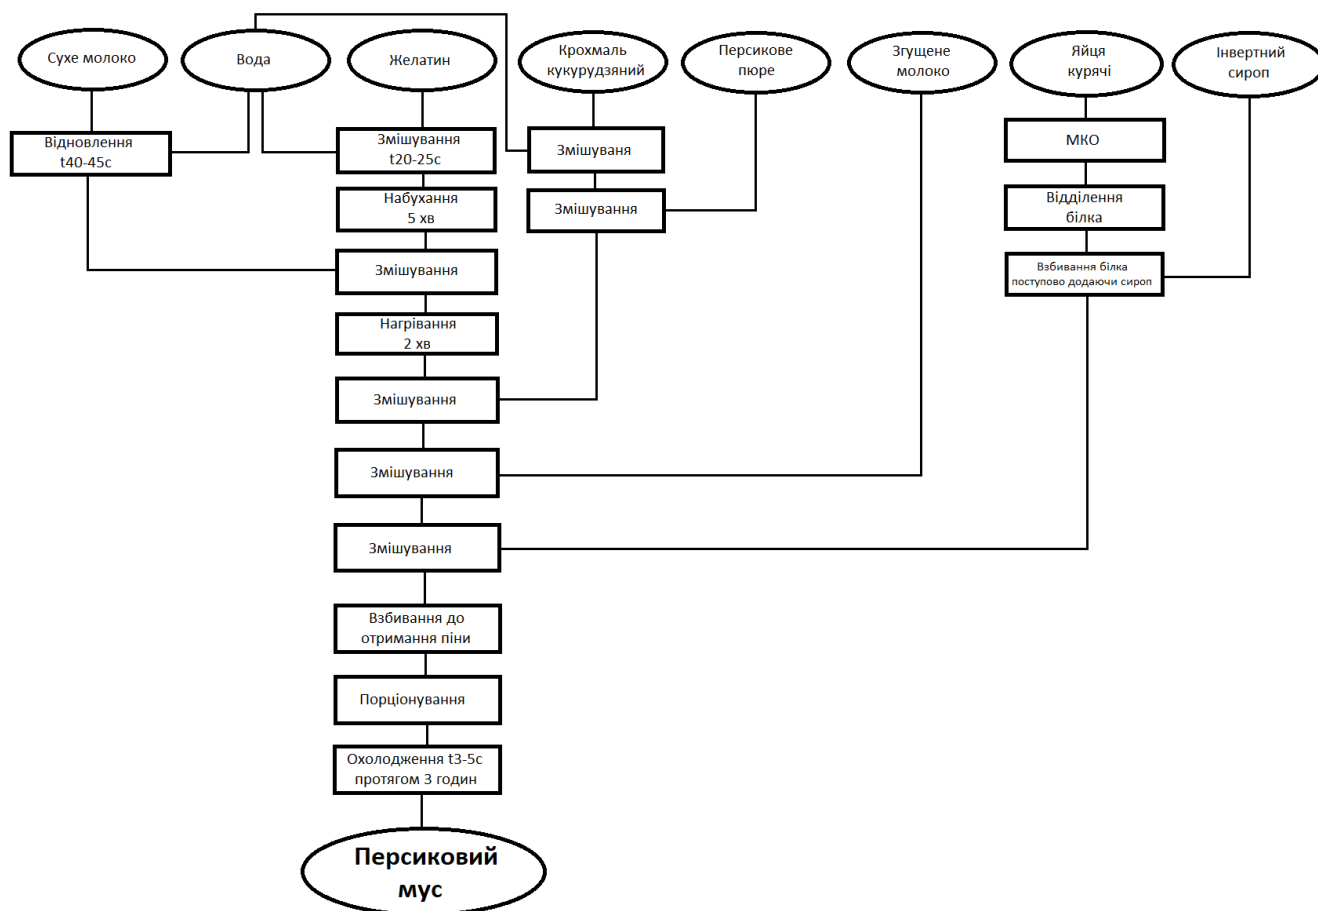 Сухе молоко
Вода
Желатин
Крохмаль
кукурудзяний
Персикове
пюре
Згущене
молоко
Яйця
курячі
Інвертний
сироп
Відновлення
t40-45c
Змішування
t20-25c
Змішуваня
МКО
Набухання
5 хв
Змішування
Відділення
білка
Змішування
Взбивання білка
поступово додаючи сироп
Нагрівання
2 хв
Змішування
Змішування
Змішування
Взбивання до
отримання піни
Порціонування
Охолодження t3-5c
протягом 3 годин
Персиковий
мус